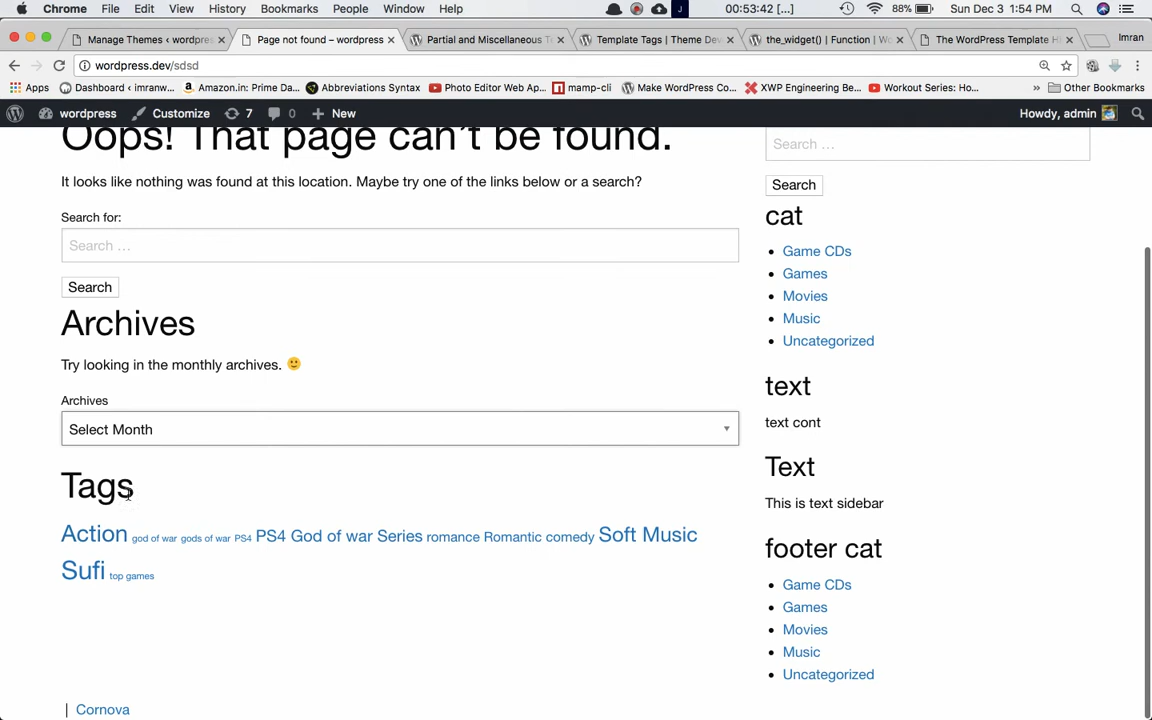 Chrome File Edit View History Bookmarks People Window Help 00:53:42 [...] 88% Sun Dec 3 1:54 PM
Manage Themes ‹ wordpres
Page not found – wordpress
Partial and Miscellaneous Te
Template Tags | Theme Dev
the_widget() | Function | Wo
The WordPress Template Hi
Imran
wordpress.dev/sdsd
Apps Dashboard ‹ imranw... Amazon.in: Prime Da... Abbreviations Syntax Photo Editor Web Ap... mamp-cli Make WordPress Co... XWP Engineering Be... Workout Series: Ho... » Other Bookmarks
wordpress Customize 7 0 New Howdy, admin
Oops! That page can't be found.
It looks like nothing was found at this location. Maybe try one of the links below or a search?
Search for:
Search …
Search
Archives
Try looking in the monthly archives. 🙂
Archives
Select Month
Tags
Action god of war gods of war PS4 PS4 God of war Series romance Romantic comedy Soft Music
Sufi top games
| Cornova
Search …
Search
cat
Game CDs
Games
Movies
Music
Uncategorized
text
text cont
Text
This is text sidebar
footer cat
Game CDs
Games
Movies
Music
Uncategorized